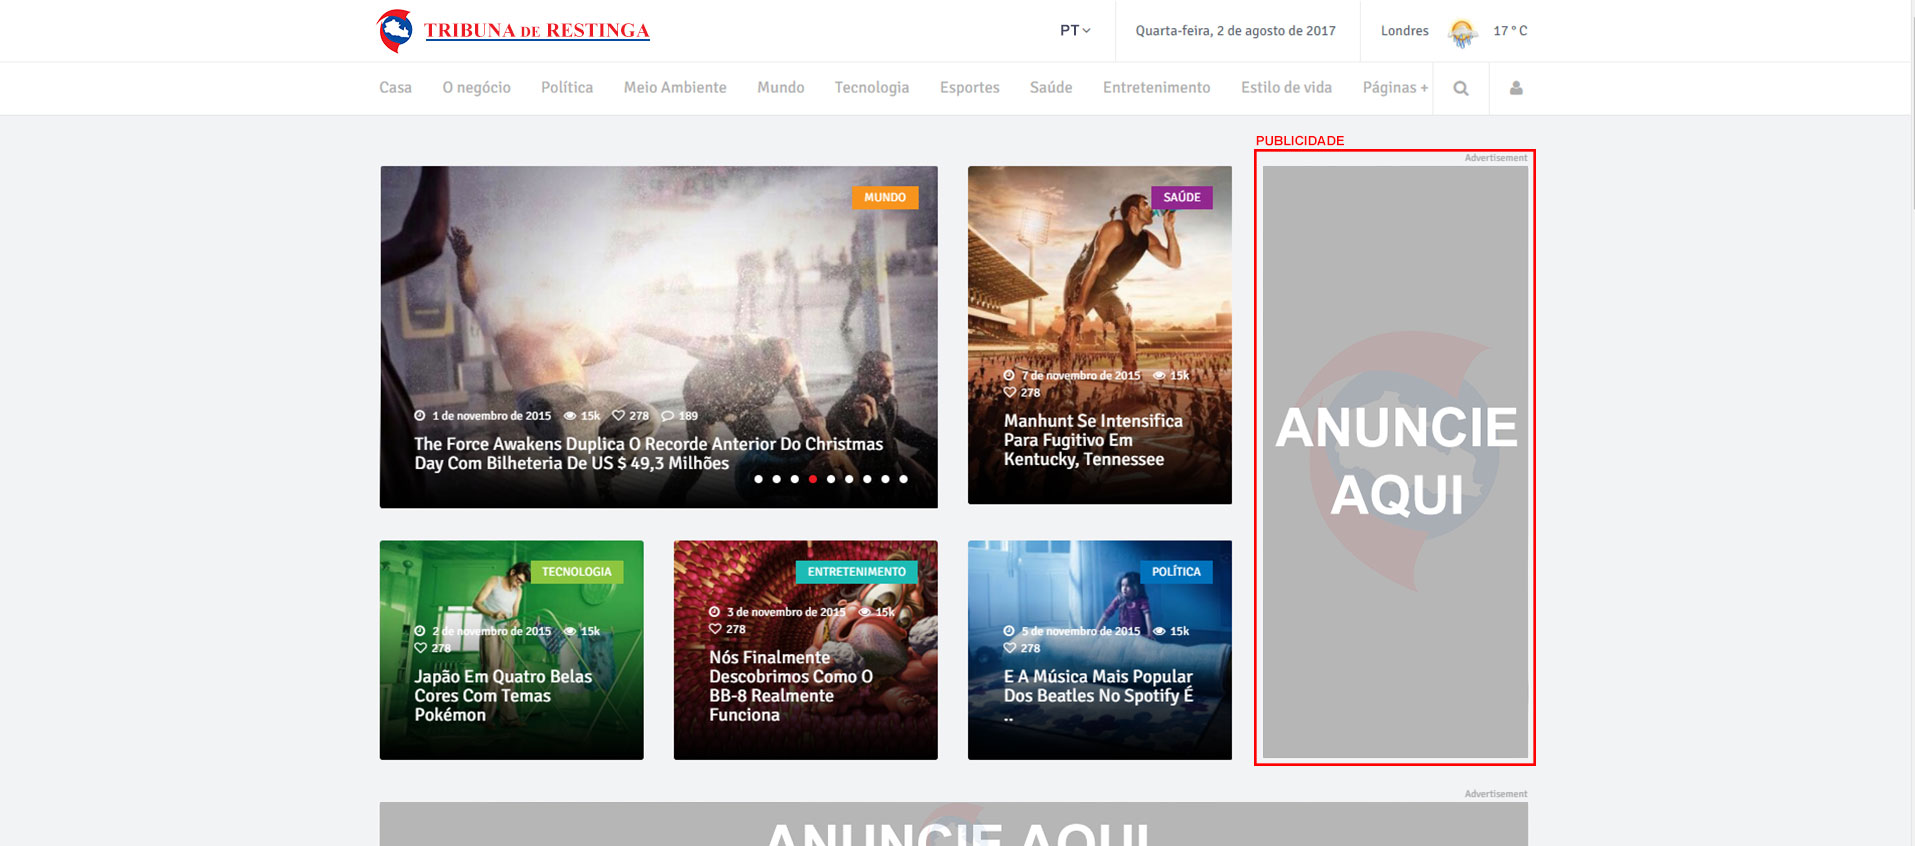 TRIBUNA DE RESTINGA
PT
Quarta-feira, 2 de agosto de 2017
Londres
17 º C
Casa
O negócio
Política
Meio Ambiente
Mundo
Tecnologia
Esportes
Saúde
Entretenimento
Estilo de vida
Páginas +
PUBLICIDADE
Advertisement
MUNDO
1 de novembro de 2015 15k 278 189
The Force Awakens Duplica O Recorde Anterior Do Christmas
Day Com Bilheteria De US $ 49,3 Milhões
SAÚDE
7 de novembro de 2015 15k
278
Manhunt Se Intensifica
Para Fugitivo Em
Kentucky, Tennessee
ANUNCIE
AQUI
TECNOLOGIA
2 de novembro de 2015 15k
278
Japão Em Quatro Belas
Cores Com Temas
Pokémon
ENTRETENIMENTO
3 de novembro de 2015 15k
278
Nós Finalmente
Descobrimos Como O
BB-8 Realmente
Funciona
POLÍTICA
5 de novembro de 2015 15k
278
E A Música Mais Popular
Dos Beatles No Spotify É
..
Advertisement
ANUNCIE AQUI